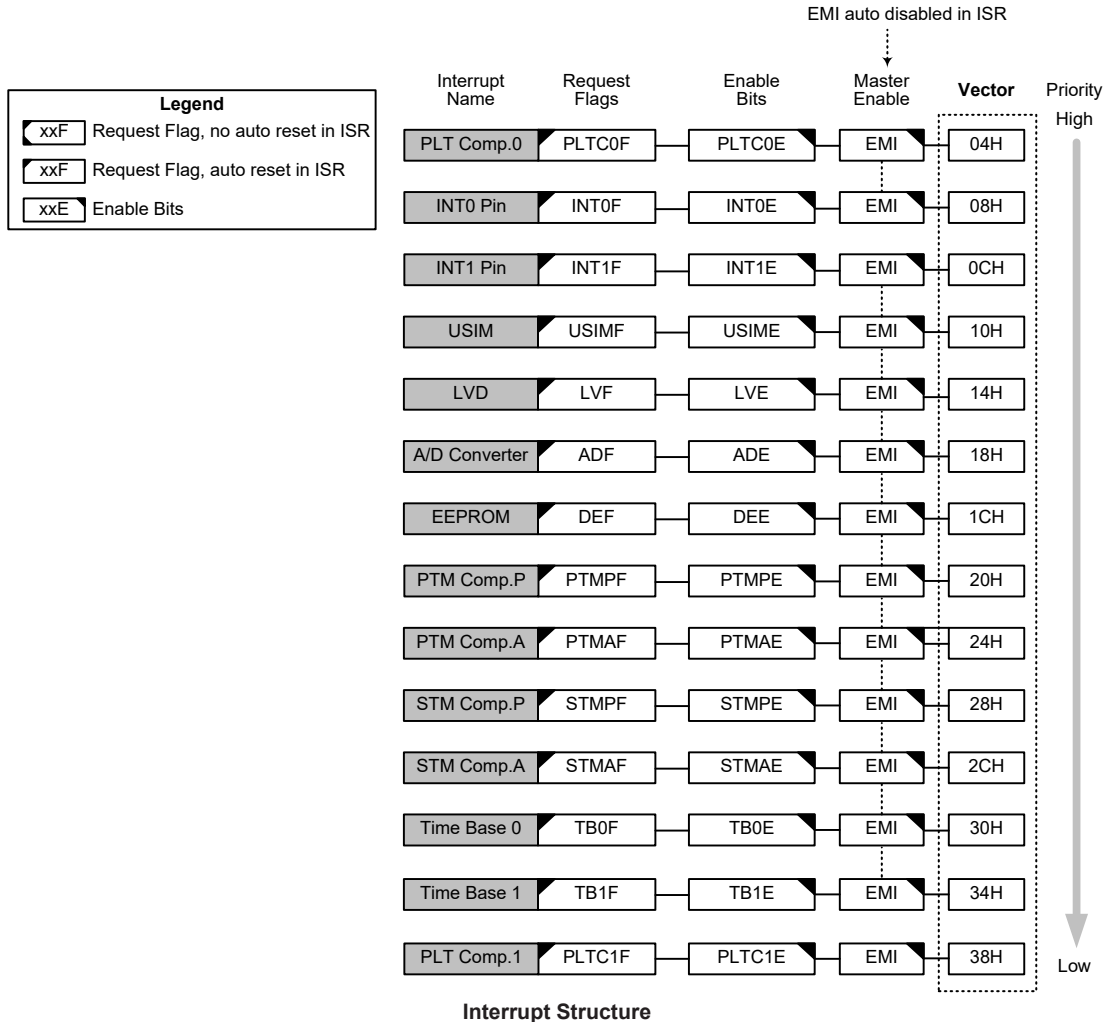 EMI auto disabled in ISR
Legend
xxF Request Flag, no auto reset in ISR
xxF Request Flag, auto reset in ISR
xxE Enable Bits
Interrupt Name Request Flags Enable Bits Master Enable Vector Priority
High
PLT Comp.0 PLTC0F PLTC0E EMI 04H
INT0 Pin INT0F INT0E EMI 08H
INT1 Pin INT1F INT1E EMI 0CH
USIM USIMF USIME EMI 10H
LVD LVF LVE EMI 14H
A/D Converter ADF ADE EMI 18H
EEPROM DEF DEE EMI 1CH
PTM Comp.P PTMPF PTMPE EMI 20H
PTM Comp.A PTMAF PTMAE EMI 24H
STM Comp.P STMPF STMPE EMI 28H
STM Comp.A STMAF STMAE EMI 2CH
Time Base 0 TB0F TB0E EMI 30H
Time Base 1 TB1F TB1E EMI 34H
PLT Comp.1 PLTC1F PLTC1E EMI 38H
Low
Interrupt Structure